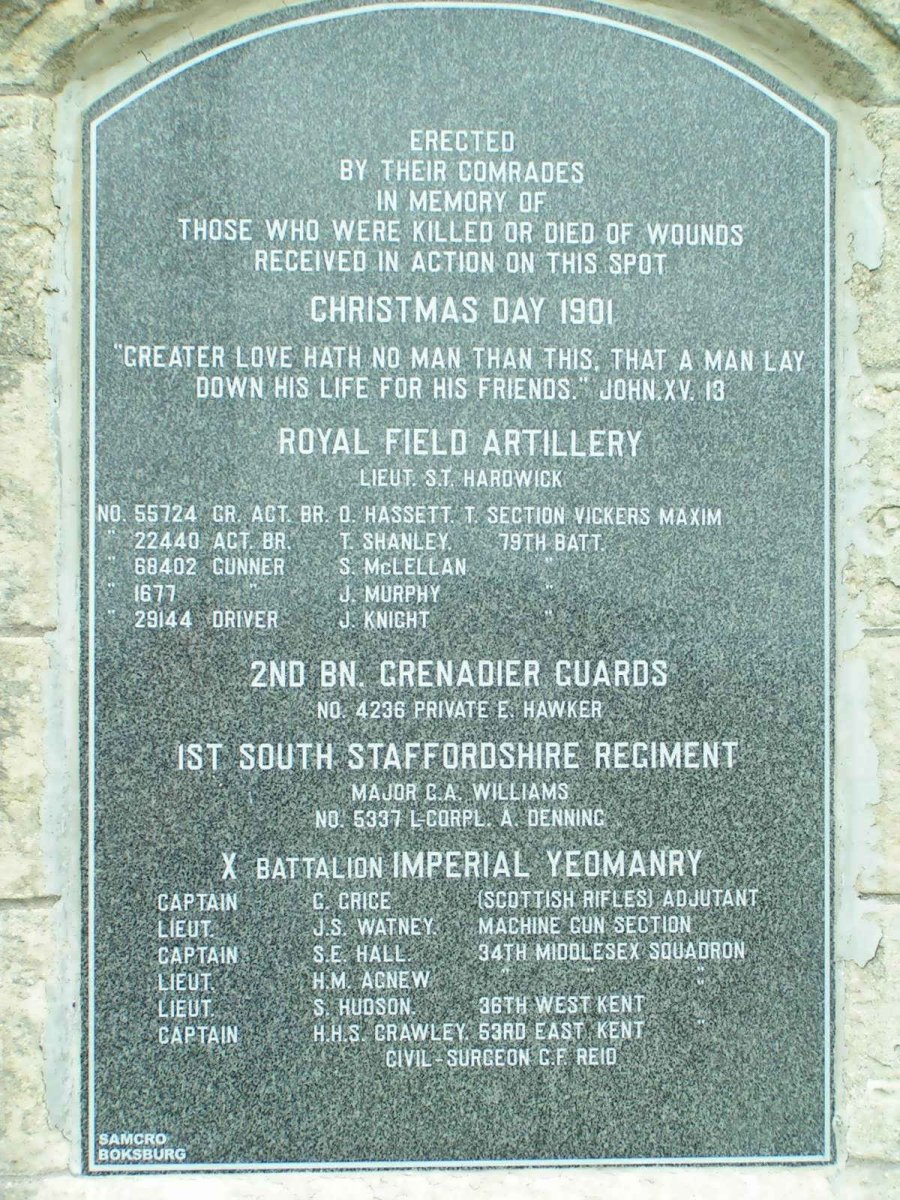 ERECTED
BY THEIR COMRADES
IN MEMORY OF
THOSE WHO WERE KILLED OR DIED OF WOUNDS
RECEIVED IN ACTION ON THIS SPOT
CHRISTMAS DAY 1901
"GREATER LOVE HATH NO MAN THAN THIS, THAT A MAN LAY
DOWN HIS LIFE FOR HIS FRIENDS." JOHN.XV. 13
ROYAL FIELD ARTILLERY
LIEUT. S.T. HARDWICK
NO. 55724 GR. ACT. BR. D. HASSETT. T. SECTION VICKERS MAXIM
" 22440 ACT. BR. T. SHANLEY. 79TH BATT.
" 68402 GUNNER S. McLELLAN "
" 1677 " J. MURPHY "
" 29144 DRIVER J. KNIGHT "
2ND BN. GRENADIER GUARDS
NO. 4236 PRIVATE E. HAWKER
1ST SOUTH STAFFORDSHIRE REGIMENT
MAJOR G.A. WILLIAMS
NO. 5337 L-CORPL. A. DENNING
X BATTALION IMPERIAL YEOMANRY
CAPTAIN G. GRICE (SCOTTISH RIFLES) ADJUTANT
LIEUT. J.S. WATNEY. MACHINE GUN SECTION
CAPTAIN S.E. HALL. 34TH MIDDLESEX SQUADRON
LIEUT. H.M. AGNEW " " "
LIEUT. S. HUDSON. 36TH WEST KENT
CAPTAIN H.H.S. CRAWLEY. 53RD EAST KENT "
CIVIL-SURGEON G.F. REID
SAMCRO
BOKSBURG